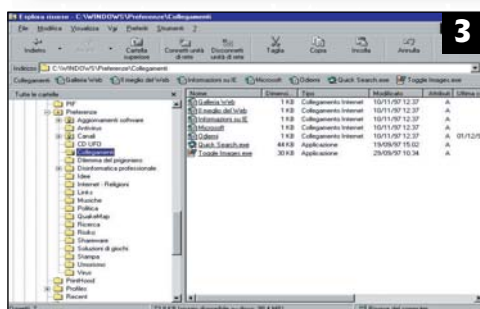 Esplora risorse - C:\WINDOWS\Preferenze\Collegamenti
3
File Modifica Visualizza Vai Preferiti Strumenti ?
Indietro Cartella superiore Connetti unità di rete Disconnetti unità di rete Taglia Copia Incolla Annulla
Indirizzo C:\WINDOWS\Preferenze\Collegamenti
Collegamenti Galleria Web Il meglio del Web Informazioni su IE Microsoft Odeons Quick Search.exe Toggle Images.exe
Tutte le cartelle
PIF
Preferenze
Aggiornamenti software
Antivirus
Canali
CD UFO
Collegamenti
Dilemma del prigioniero
Disinformatica professionale
Idee
Internet - Religioni
Links
Musiche
Politica
QuakeMap
Ricerca
Risiko
Shareware
Soluzioni di giochi
Stampa
Umorismo
Virus
PrintHood
Profiles
Recent
Nome Dimensi... Tipo Modificato Attributi
Galleria Web 1 KB Collegamento Internet 10/11/97 12.37 A
Il meglio del Web 1 KB Collegamento Internet 10/11/97 12.37 A
Informazioni su IE 1 KB Collegamento Internet 10/11/97 12.37 A
Microsoft 1 KB Collegamento Internet 10/11/97 12.37 A
Odeons 1 KB Collegamento Internet 10/11/97 12.37 A
Quick Search.exe 44 KB Applicazione 19/09/97 15.02 A
Toggle Images.exe 30 KB Applicazione 29/09/97 10.34 A